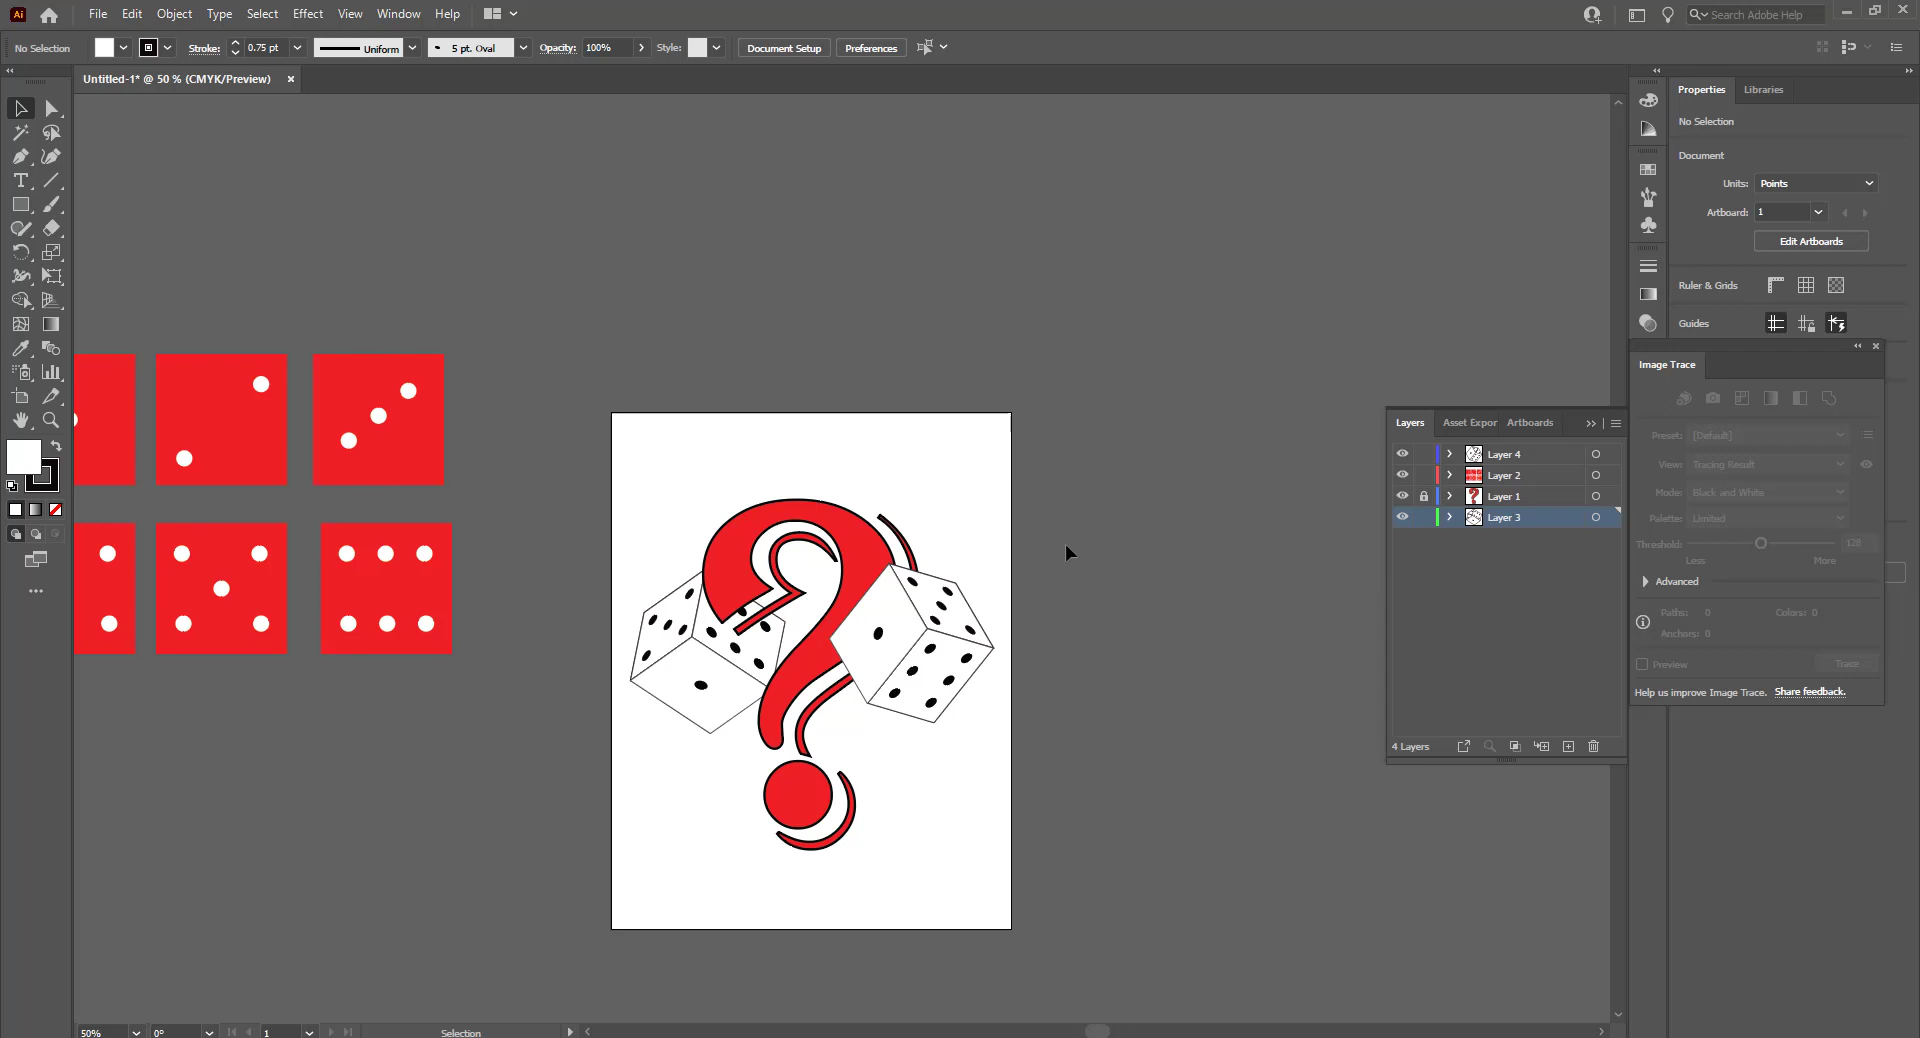 Ai File Edit Object Type Select Effect View Window Help Search Adobe Help
No Selection Stroke: 0.75 pt Uniform 5 pt. Oval Opacity: 100% Style: Document Setup Preferences
Untitled-1* @ 50 % (CMYK/Preview)
Properties Libraries
No Selection
Document
Units: Points
Artboard: 1
Edit Artboards
Ruler & Grids
Guides
Image Trace
Preset: [Default]
View: Tracing Result
Mode: Black and White
Palette: Limited
Threshold: 128
Less More
Advanced
Paths: 0 Colors: 0
Anchors: 0
Preview Trace
Help us improve Image Trace. Share feedback.
Layers Asset Expor Artboards
Layer 4
Layer 2
Layer 1
Layer 3
4 Layers
?
50% 0° 1 Selection